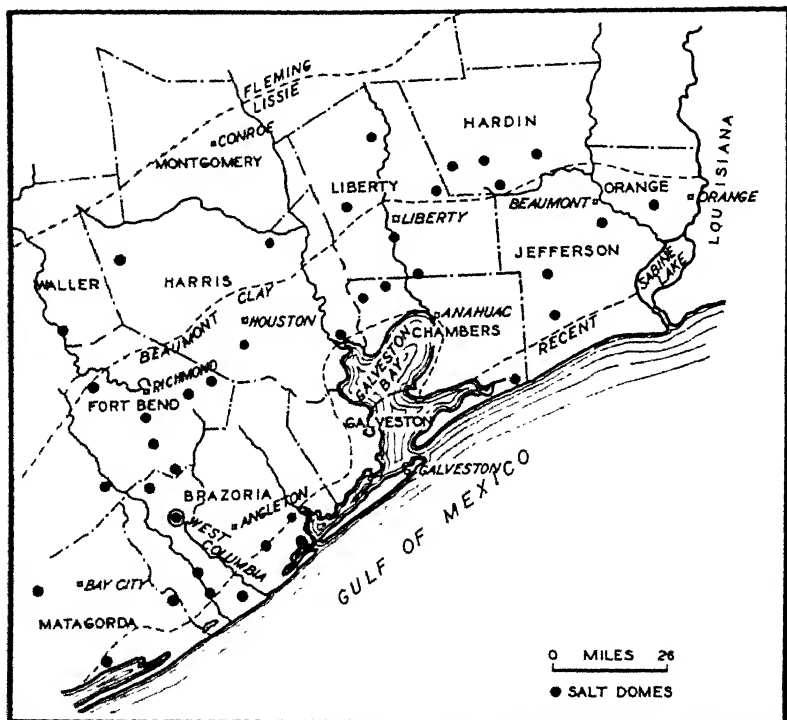 FLEMING
LISSIE
CONROE
MONTGOMERY
HARDIN
LIBERTY
LIBERTY
BEAUMONT
ORANGE
ORANGE
LOUISIANA
JEFFERSON
SABINE
LAKE
WALLER
HARRIS
BEAUMONT CLAY
HOUSTON
ANAHUAC
CHAMBERS
RECENT
RICHMOND
FORT BEND
GALVESTON
BAY
GALVESTON
GALVESTON
BRAZORIA
ANGLETON
WEST
COLUMBIA
GULF OF MEXICO
BAY CITY
MATAGORDA
0 MILES 26
SALT DOMES